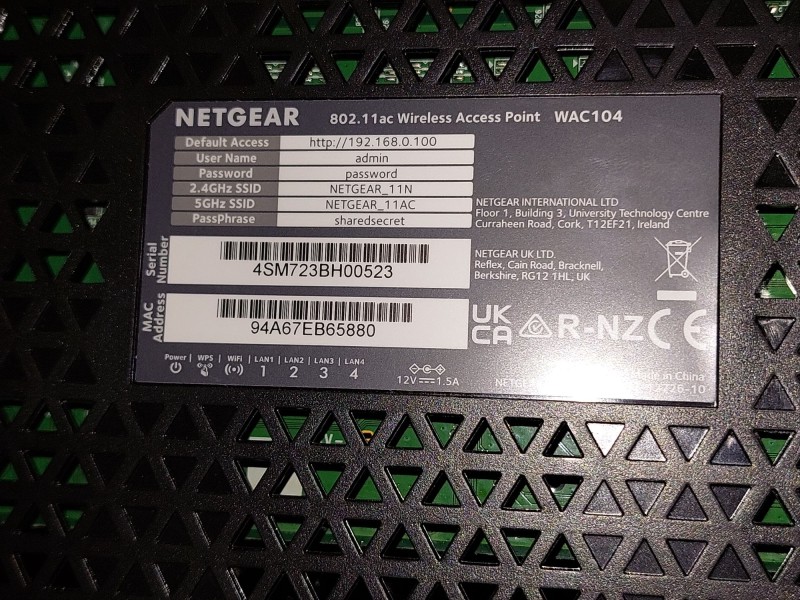 NETGEAR 802.11ac Wireless Access Point WAC104
Default Access http://192.168.0.100
User Name admin
Password password
2.4GHz SSID NETGEAR_11N
5GHz SSID NETGEAR_11AC
PassPhrase sharedsecret
NETGEAR INTERNATIONAL LTD
Floor 1, Building 3, University Technology Centre
Curraheen Road, Cork, T12EF21, Ireland
Serial Number
4SM723BH00523
NETGEAR UK LTD.
Reflex, Cain Road, Bracknell,
Berkshire, RG12 1HL, UK
MAC Address
94A67EB65880
UK
CA
R-NZ CE
Power WPS WiFi LAN1 LAN2 LAN3 LAN4
1 2 3 4
12V 1.5A
in China